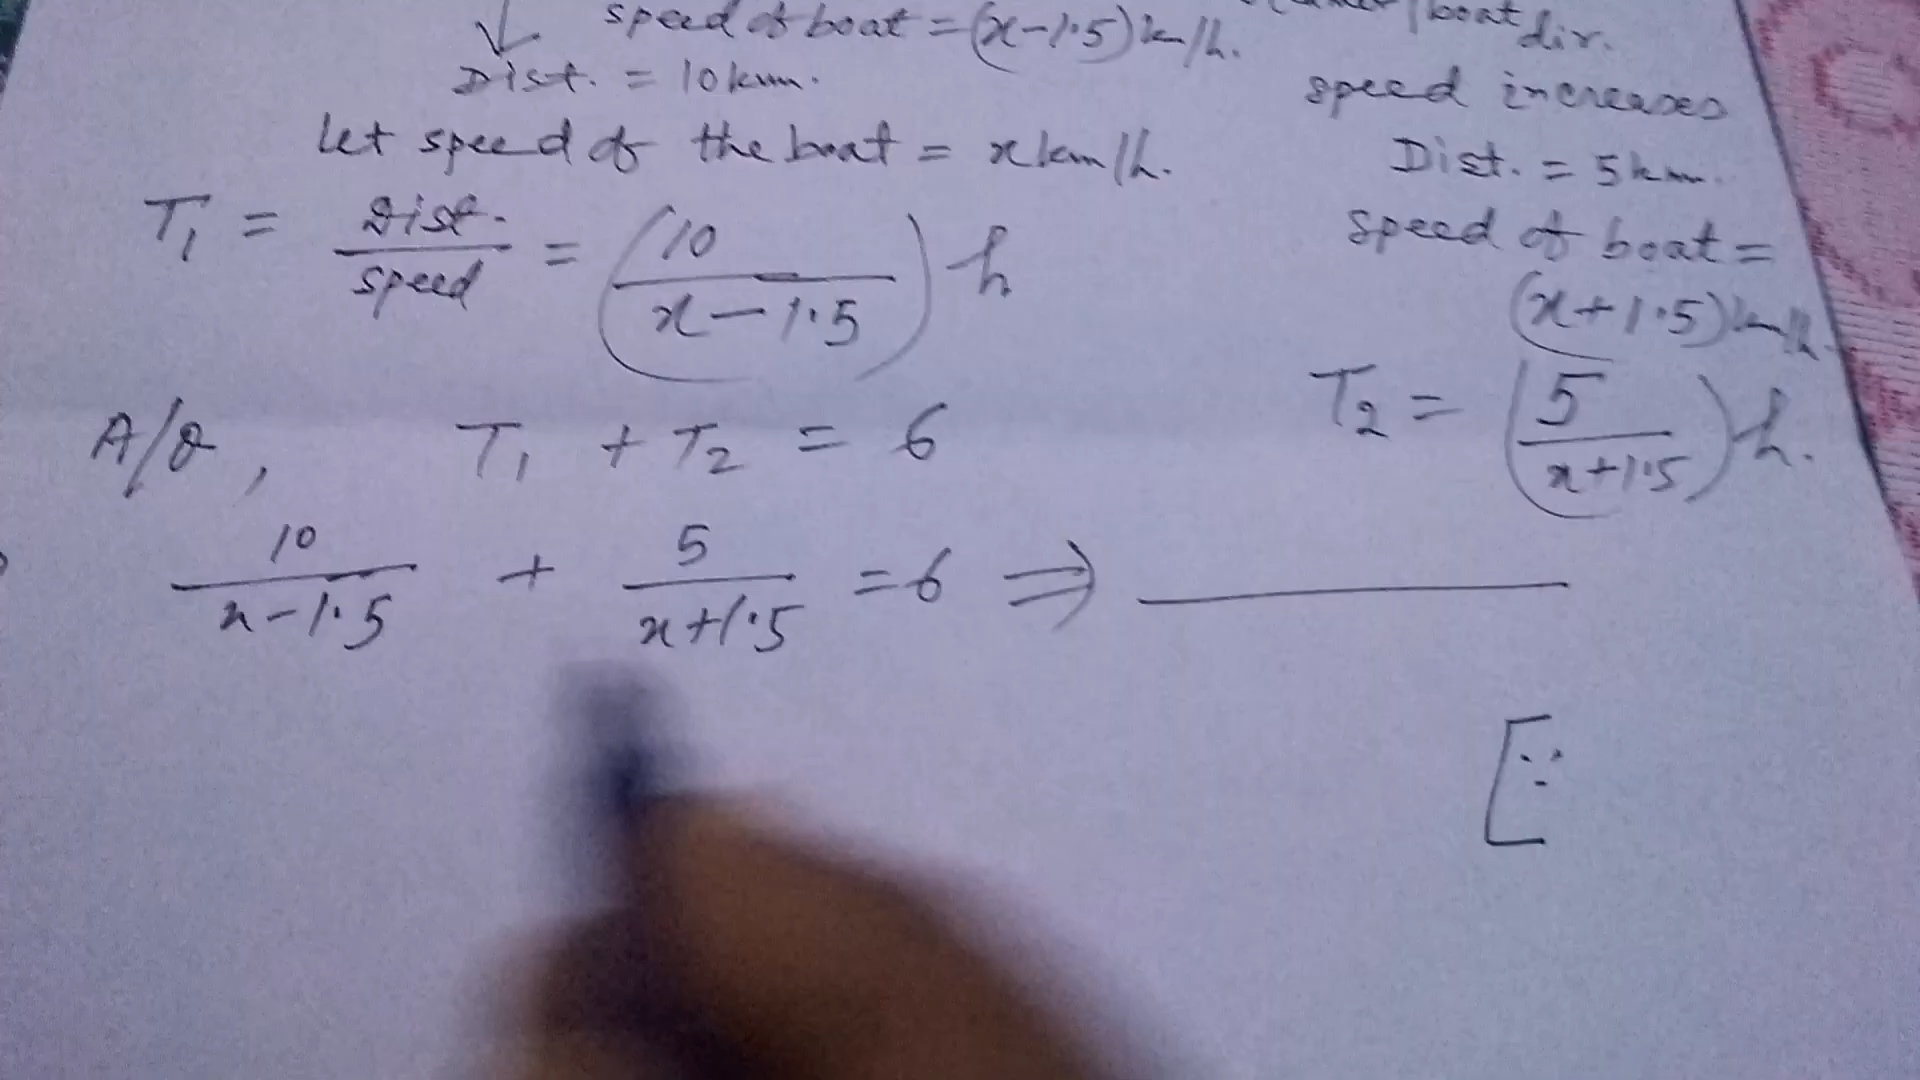 speed of boat = (x-1.5) km/h.
Dist. = 10 km.
Let speed of the boat = x km/h.
T₁ = Dist./speed = (10/(x-1.5)) h
boat dir.
speed increases
Dist. = 5 km.
speed of boat =
(x+1.5) km/h.
T₂ = (5/(x+1.5)) h.
A/Q, T₁ + T₂ = 6
10/(x-1.5) + 5/(x+1.5) = 6 ⇒
[∵